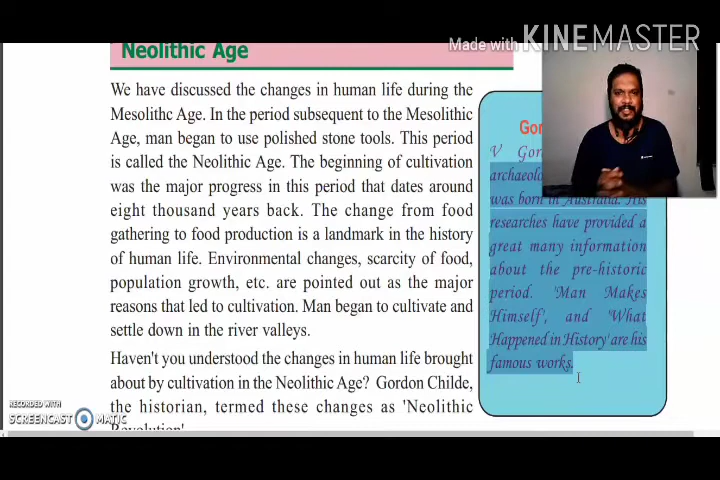 Made with KINEMASTER
Neolithic Age
We have discussed the changes in human life during the
Mesolithc Age. In the period subsequent to the Mesolithic
Age, man began to use polished stone tools. This period
is called the Neolithic Age. The beginning of cultivation
was the major progress in this period that dates around
eight thousand years back. The change from food
gathering to food production is a landmark in the history
of human life. Environmental changes, scarcity of food,
population growth, etc. are pointed out as the major
reasons that led to cultivation. Man began to cultivate and
settle down in the river valleys.
Haven't you understood the changes in human life brought
about by cultivation in the Neolithic Age? Gordon Childe,
the historian, termed these changes as 'Neolithic
Revolution'
V
was born in Australia. His
researches have provided a
great many information
about the pre-historic
period. 'Man Makes
Himself', and 'What
Happened in History' are his
famous works.
RECORDED WITH
SCREENCAST MATIC